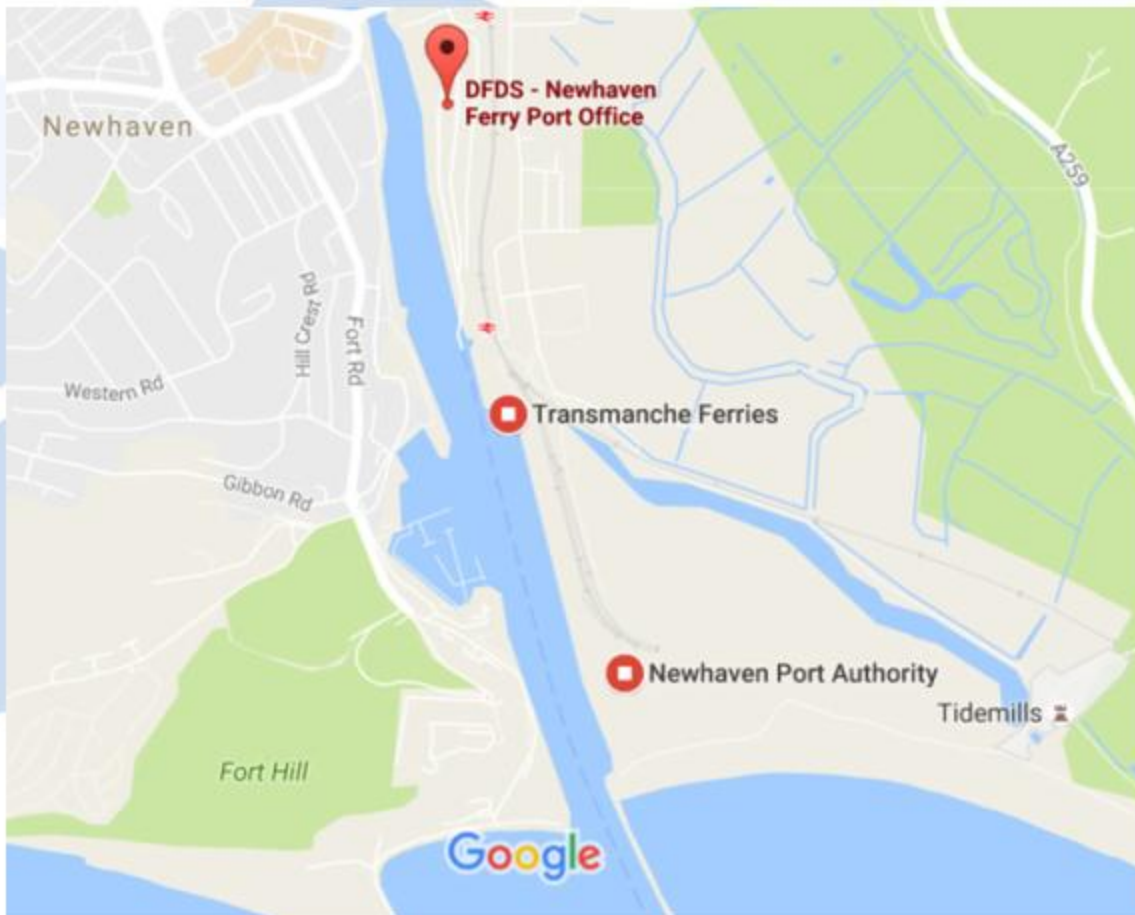 DFDS - Newhaven
Ferry Port Office
Newhaven
A259
Hill Crest Rd
Fort Rd
Western Rd
Transmanche Ferries
Gibbon Rd
Newhaven Port Authority
Tidemills
Fort Hill
Google